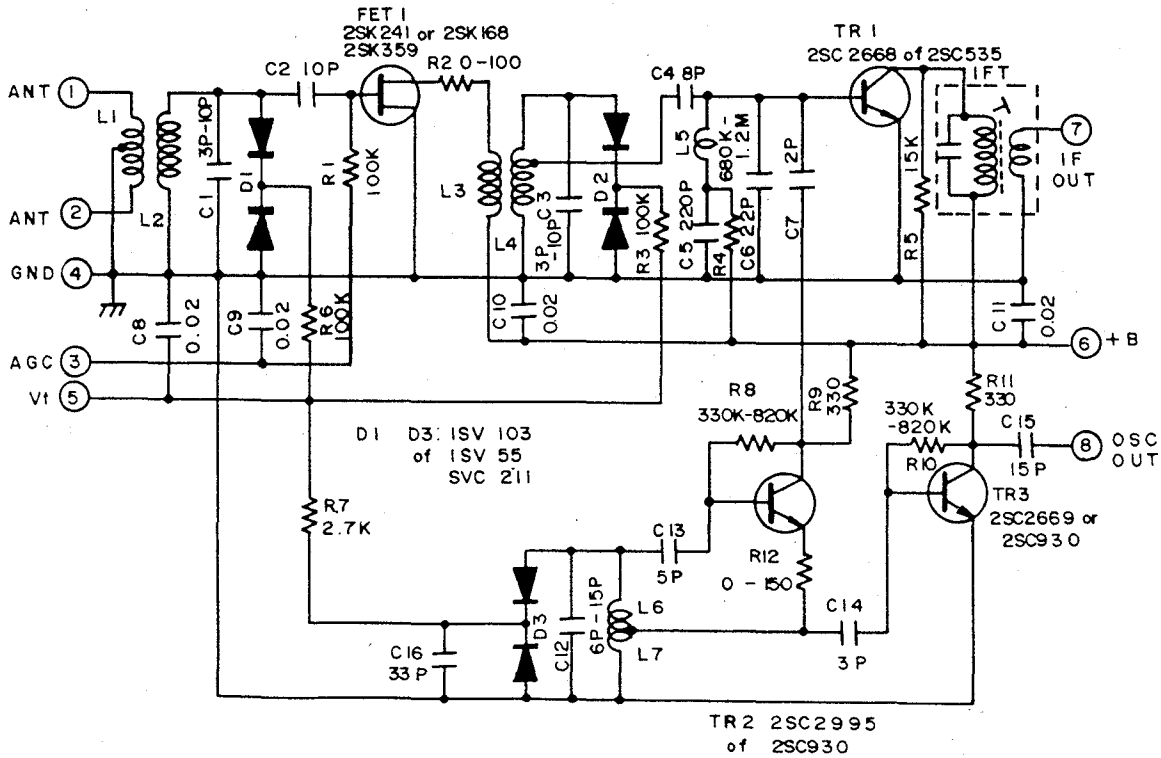 FET 1
2SK241 or 2SK168
2SK359
R2 0-100
C2 10P
TR 1
2SC2668 of 2SC535
IFT
C4 8P
ANT 1
L1
3P-10P
C1
D1
R1
100K
L2
L3
L4
C3
3P
-10P
D2
R3 100K
L5
680K-
1.2M
C5 220P
R4
C6 22P
2P
C7
15K
R5
7
IF
OUT
ANT 2
GND 4
C8
0.02
C9
0.02
R6
100K
C10
0.02
C11
0.02
AGC 3
6 +B
Vt 5
R8
330K-820K
R9
330
R11
330
330K
-820K
R10
C15
15P
8 OSC
OUT
D1 D3: ISV 103
of ISV 55
SVC 211
R7
2.7K
TR3
2SC2669 or
2SC930
C13
5P
R12
0-150
C14
3P
D3
C12
6P-15P
L6
L7
C16
33P
TR2 2SC2995
of 2SC930